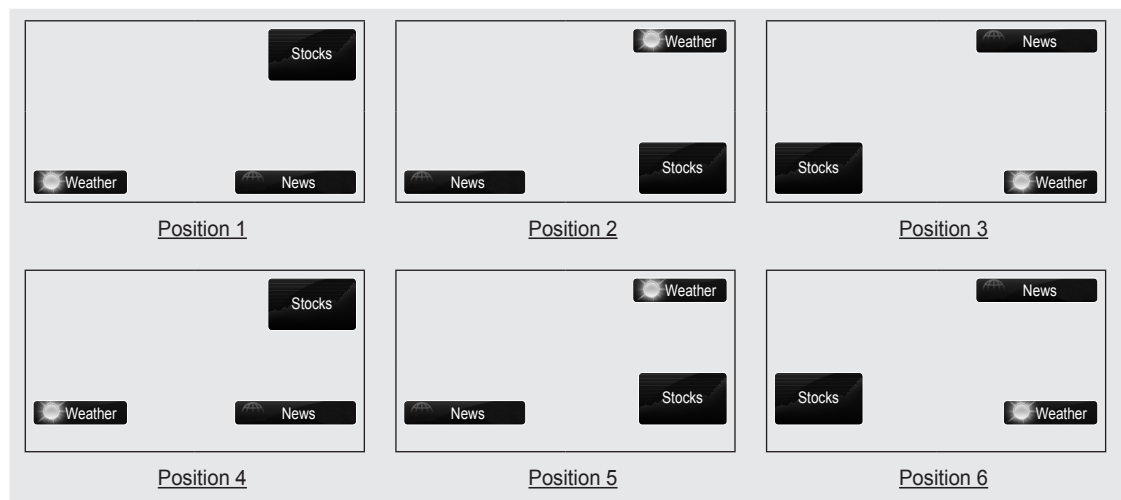 Stocks
Weather
News
Position 1
Weather
News
Stocks
Position 2
News
Stocks
Weather
Position 3
Stocks
Weather
News
Position 4
Weather
News
Stocks
Position 5
News
Stocks
Weather
Position 6